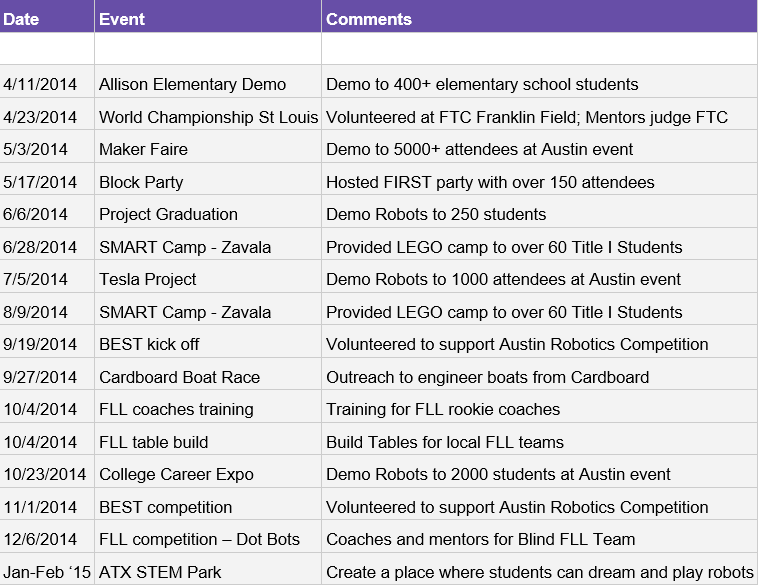 Date Event Comments
4/11/2014 Allison Elementary Demo Demo to 400+ elementary school students
4/23/2014 World Championship St Louis Volunteered at FTC Franklin Field; Mentors judge FTC
5/3/2014 Maker Faire Demo to 5000+ attendees at Austin event
5/17/2014 Block Party Hosted FIRST party with over 150 attendees
6/6/2014 Project Graduation Demo Robots to 250 students
6/28/2014 SMART Camp - Zavala Provided LEGO camp to over 60 Title I Students
7/5/2014 Tesla Project Demo Robots to 1000 attendees at Austin event
8/9/2014 SMART Camp - Zavala Provided LEGO camp to over 60 Title I Students
9/19/2014 BEST kick off Volunteered to support Austin Robotics Competition
9/27/2014 Cardboard Boat Race Outreach to engineer boats from Cardboard
10/4/2014 FLL coaches training Training for FLL rookie coaches
10/4/2014 FLL table build Build Tables for local FLL teams
10/23/2014 College Career Expo Demo Robots to 2000 students at Austin event
11/1/2014 BEST competition Volunteered to support Austin Robotics Competition
12/6/2014 FLL competition – Dot Bots Coaches and mentors for Blind FLL Team
Jan-Feb ‘15 ATX STEM Park Create a place where students can dream and play robots